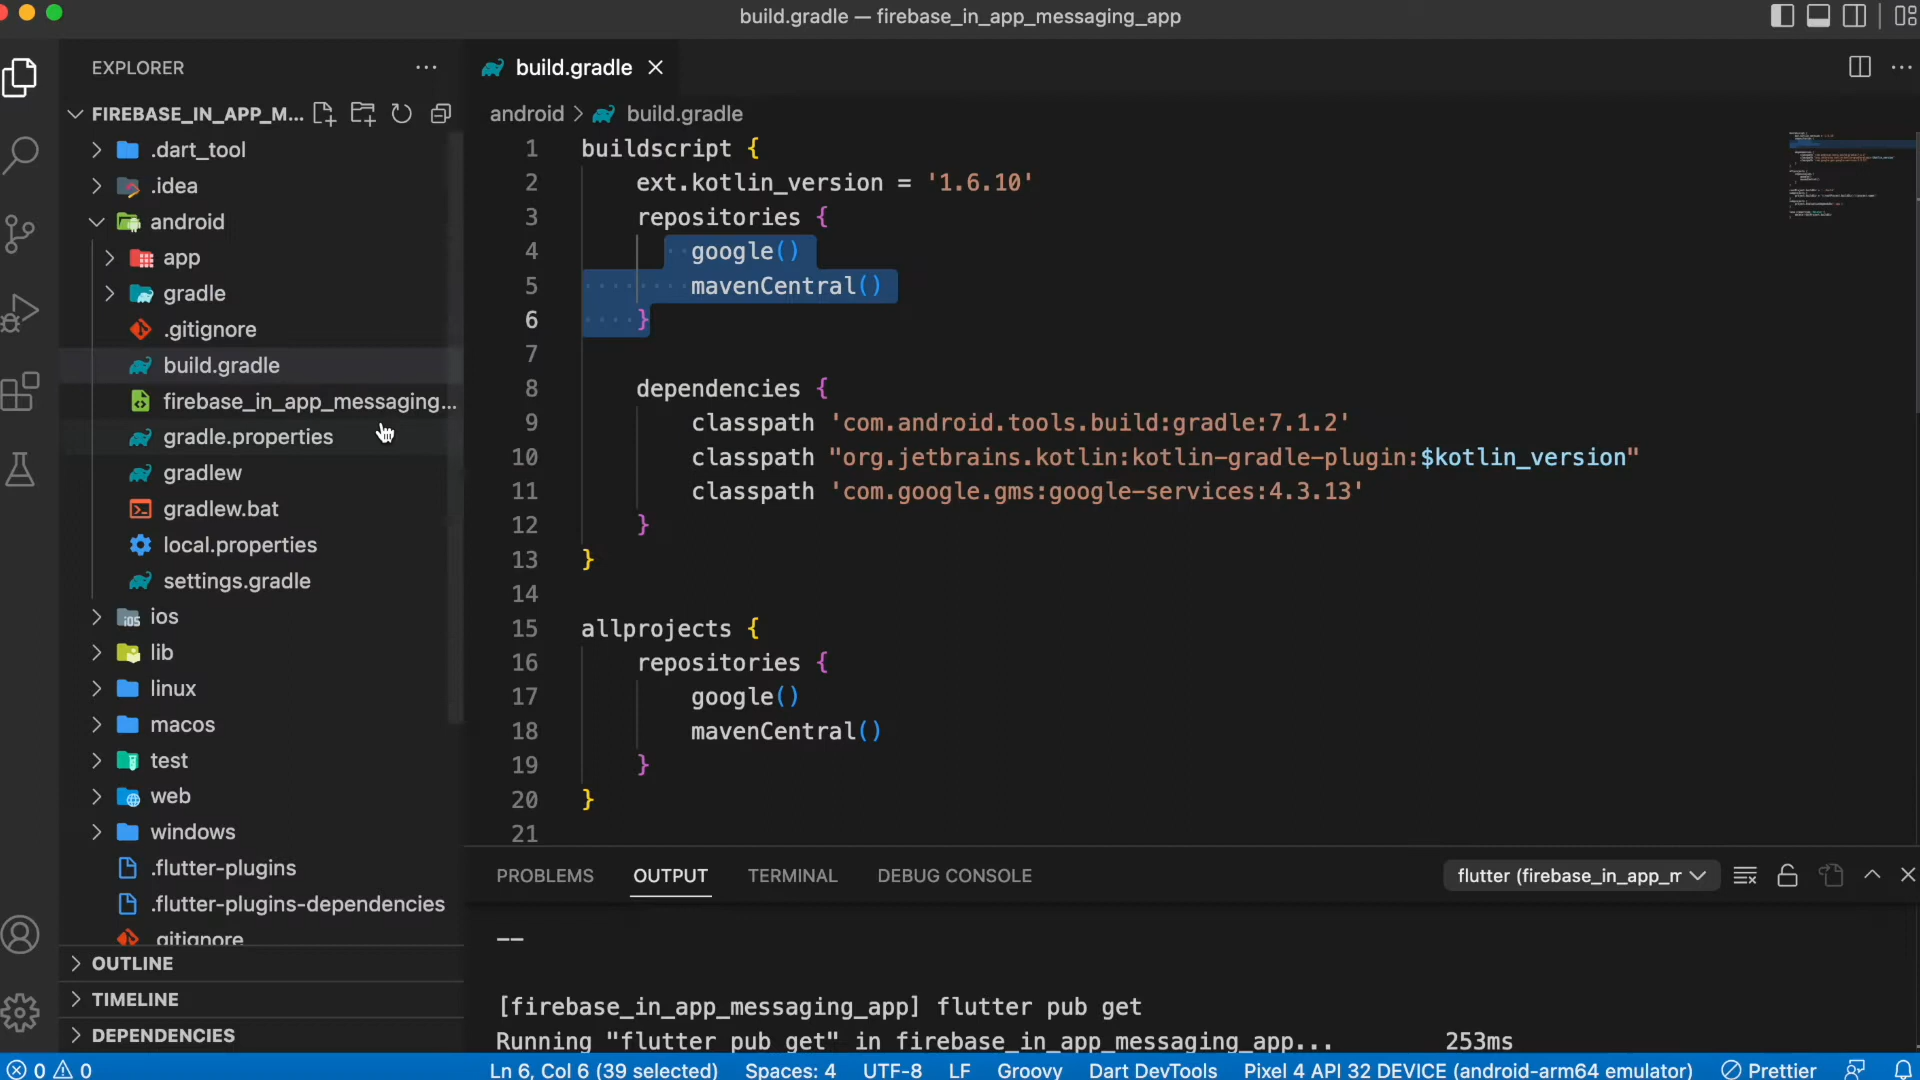 build.gradle — firebase_in_app_messaging_app
EXPLORER
FIREBASE_IN_APP_M...
.dart_tool
.idea
android
app
gradle
.gitignore
build.gradle
firebase_in_app_messaging...
gradle.properties
gradlew
gradlew.bat
local.properties
settings.gradle
ios
lib
linux
macos
test
web
windows
.flutter-plugins
.flutter-plugins-dependencies
.gitignore
OUTLINE
TIMELINE
DEPENDENCIES
build.gradle
android > build.gradle
1 buildscript {
2 ext.kotlin_version = '1.6.10'
3 repositories {
4 google()
5 mavenCentral()
6 }
7
8 dependencies {
9 classpath 'com.android.tools.build:gradle:7.1.2'
10 classpath "org.jetbrains.kotlin:kotlin-gradle-plugin:$kotlin_version"
11 classpath 'com.google.gms:google-services:4.3.13'
12 }
13 }
14
15 allprojects {
16 repositories {
17 google()
18 mavenCentral()
19 }
20 }
21
PROBLEMS OUTPUT TERMINAL DEBUG CONSOLE flutter (firebase_in_app_m
——
[firebase_in_app_messaging_app] flutter pub get
Running "flutter pub get" in firebase_in_app_messaging_app... 253ms
0 0 Ln 6, Col 6 (39 selected) Spaces: 4 UTF-8 LF Groovy Dart DevTools Pixel 4 API 32 DEVICE (android-arm64 emulator) Prettier